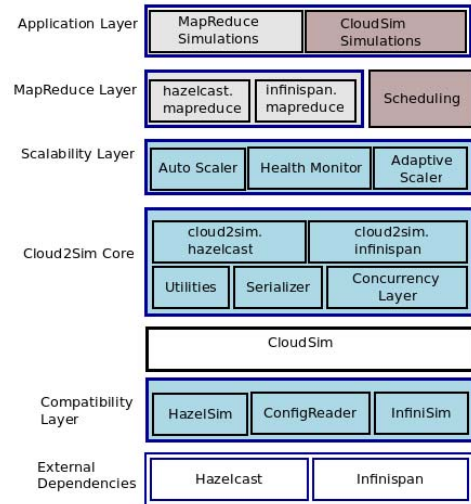 Application Layer
MapReduce
Simulations
CloudSim
Simulations
MapReduce Layer
hazelcast.
mapreduce
infinispan.
mapreduce
Scheduling
Scalability Layer
Auto Scaler
Health Monitor
Adaptive
Scaler
Cloud2Sim Core
cloud2sim.
hazelcast
cloud2sim.
infinispan
Utilities
Serializer
Concurrency
Layer
CloudSim
Compatibility
Layer
HazelSim
ConfigReader
InfiniSim
External
Dependencies
Hazelcast
Infinispan